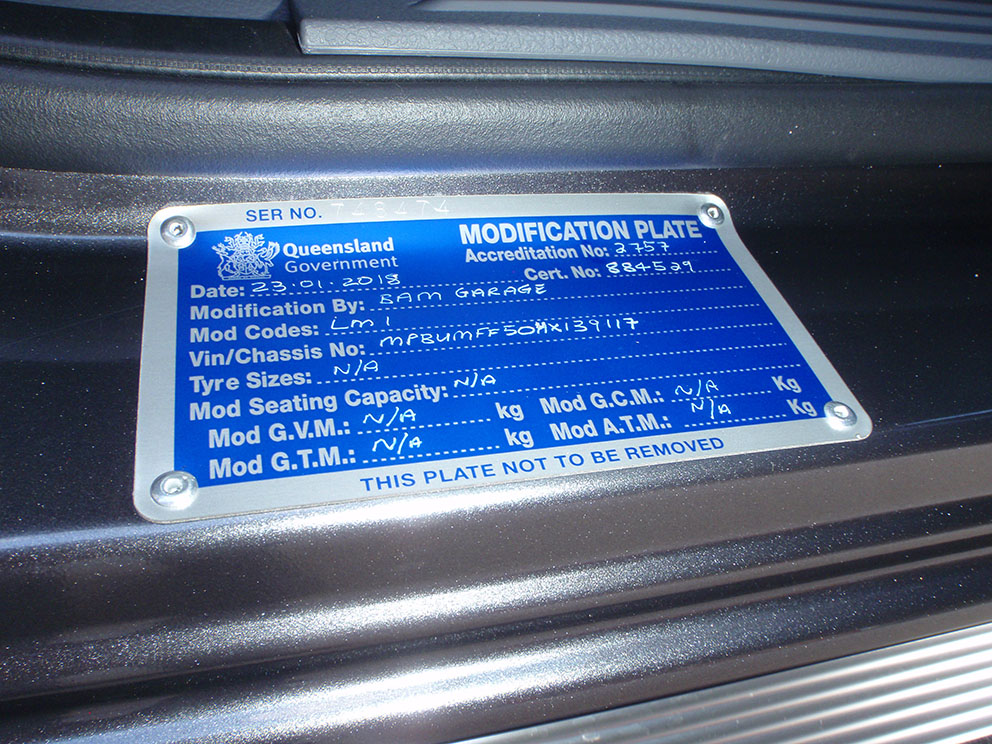 SER NO. 748474
Queensland
Government
MODIFICATION PLATE
Accreditation No: 2757
Cert. No: 884529
Date: 23.01.2018
Modification By: BAM GARAGE
Mod Codes: LM1
Vin/Chassis No: MPBUMFF50HX139117
Tyre Sizes: N/A
Mod Seating Capacity: N/A
Mod G.V.M.: N/A kg Mod G.C.M.: N/A Kg
Mod G.T.M.: N/A kg Mod A.T.M.: N/A Kg
THIS PLATE NOT TO BE REMOVED